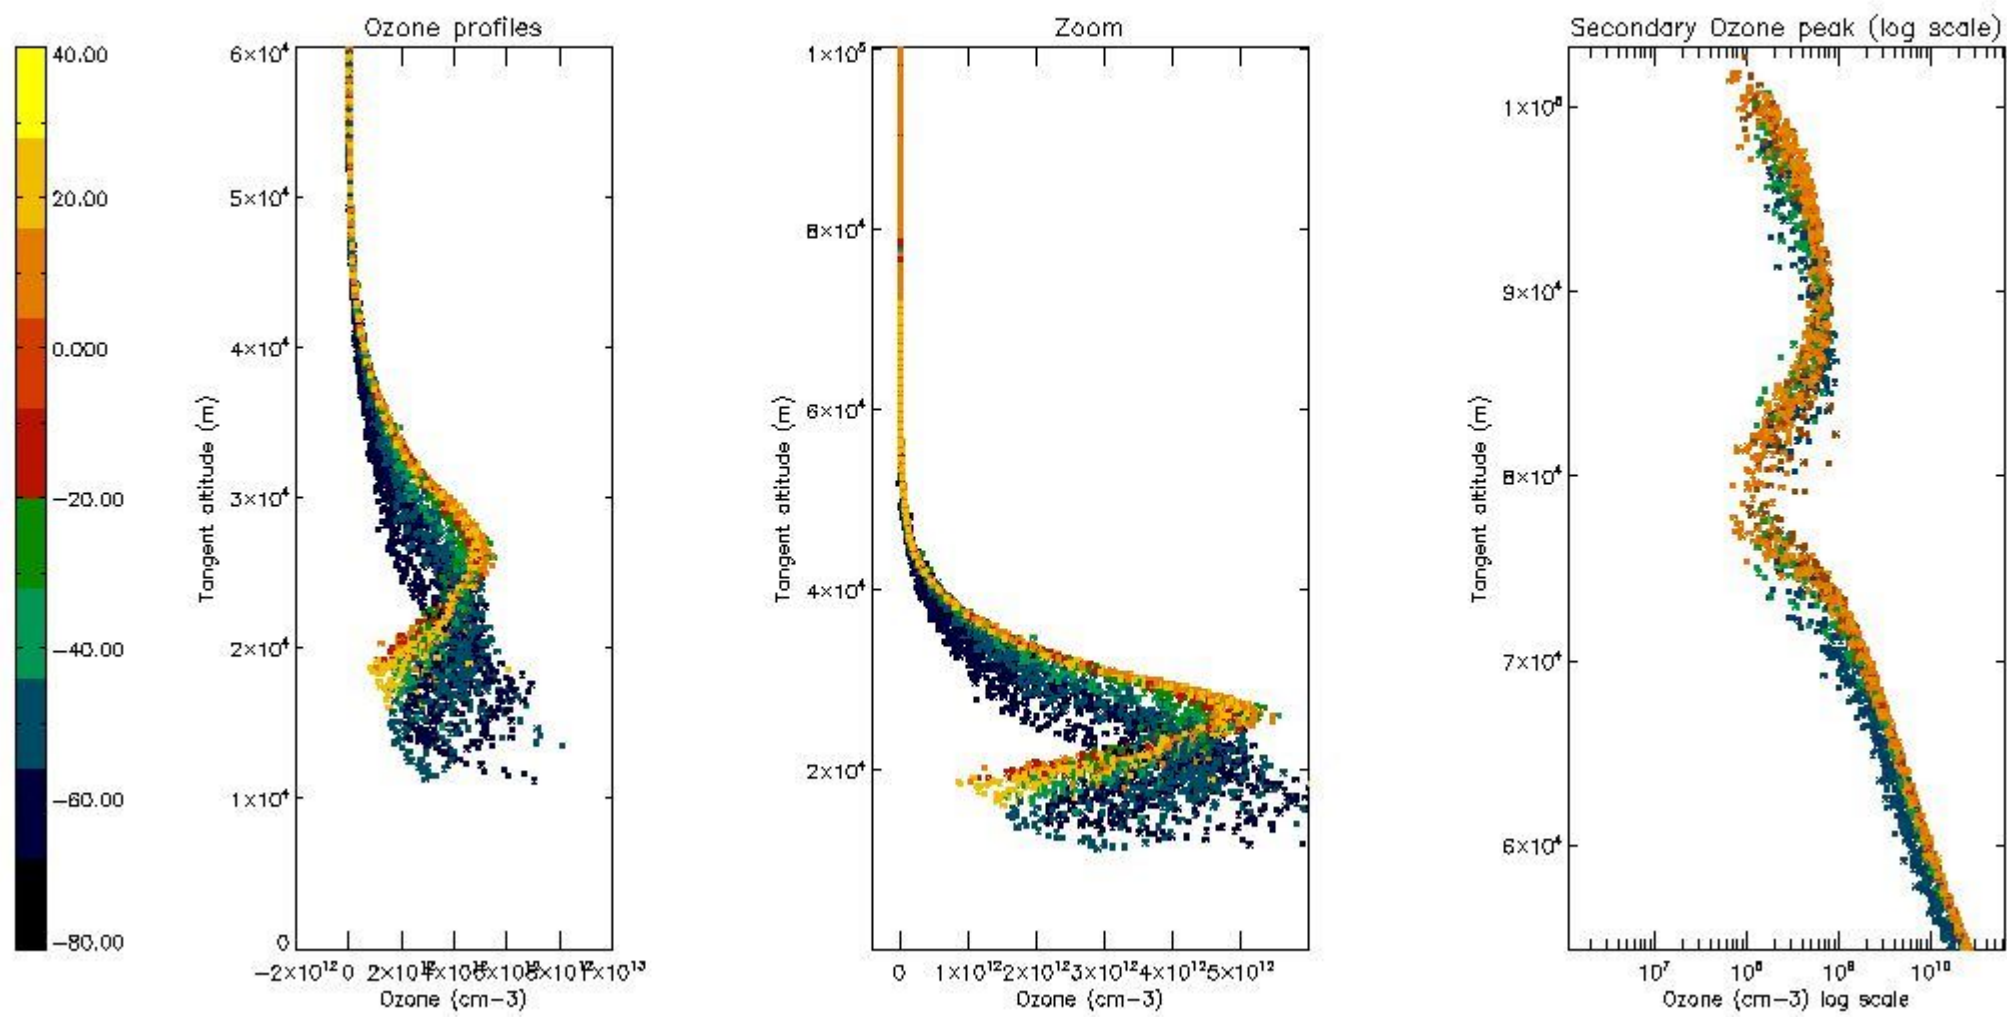 Ozone profiles
Zoom
Secondary Ozone peak (log scale)
40.00
20.00
0.000
−20.00
−40.00
−60.00
−80.00
6×10⁴
5×10⁴
4×10⁴
3×10⁴
2×10⁴
1×10⁴
0
Tangent altitude (m)
−2×10¹² 0
Ozone (cm−3)
1×10⁵
8×10⁴
6×10⁴
4×10⁴
2×10⁴
Tangent altitude (m)
0 1×10¹² 2×10¹² 3×10¹² 4×10¹² 5×10¹²
Ozone (cm−3)
9×10⁴
8×10⁴
7×10⁴
6×10⁴
Tangent altitude (m)
10⁷ 10⁸ 10⁹ 10¹⁰
Ozone (cm−3) log scale